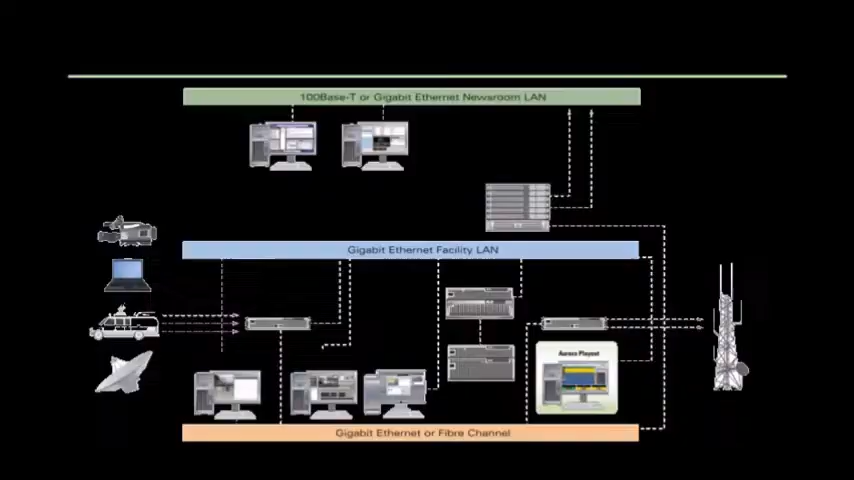 100Base-T or Gigabit Ethernet Newsroom LAN
Gigabit Ethernet Facility LAN
Aurora Playout
Gigabit Ethernet or Fibre Channel